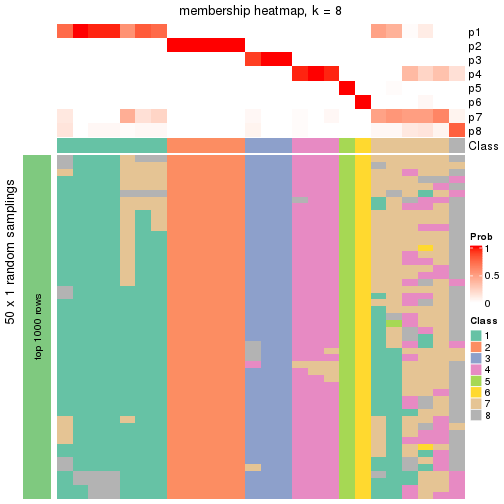 membership heatmap, k = 8
p1
p2
p3
p4
p5
p6
p7
p8
Class
50 x 1 random samplings
top 1000 rows
Prob
1
0.5
0
Class
1
2
3
4
5
6
7
8